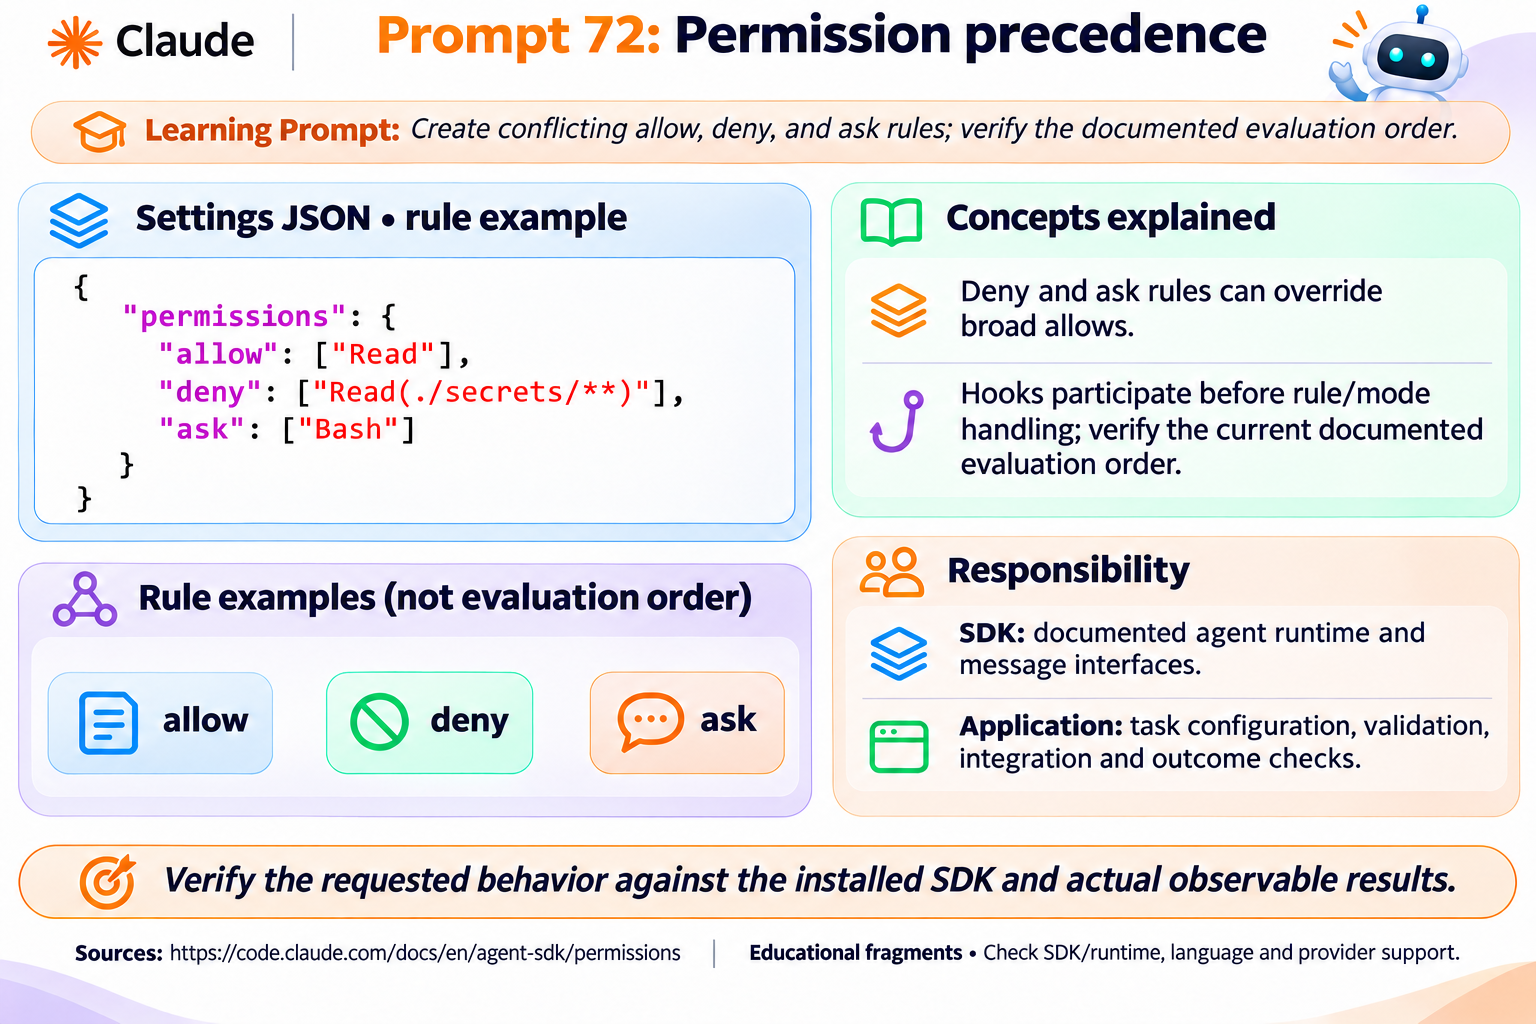 Claude
Prompt 72: Permission precedence
Learning Prompt: Create conflicting allow, deny, and ask rules; verify the documented evaluation order.
Settings JSON • rule example
{
"permissions": {
"allow": ["Read"],
"deny": ["Read(./secrets/**)"],
"ask": ["Bash"]
}
}
Concepts explained
Deny and ask rules can override
broad allows.
Hooks participate before rule/mode
handling; verify the current documented
evaluation order.
Rule examples (not evaluation order)
allow
deny
ask
Responsibility
SDK: documented agent runtime and
message interfaces.
Application: task configuration, validation,
integration and outcome checks.
Verify the requested behavior against the installed SDK and actual observable results.
Sources: https://code.claude.com/docs/en/agent-sdk/permissions
Educational fragments • Check SDK/runtime, language and provider support.